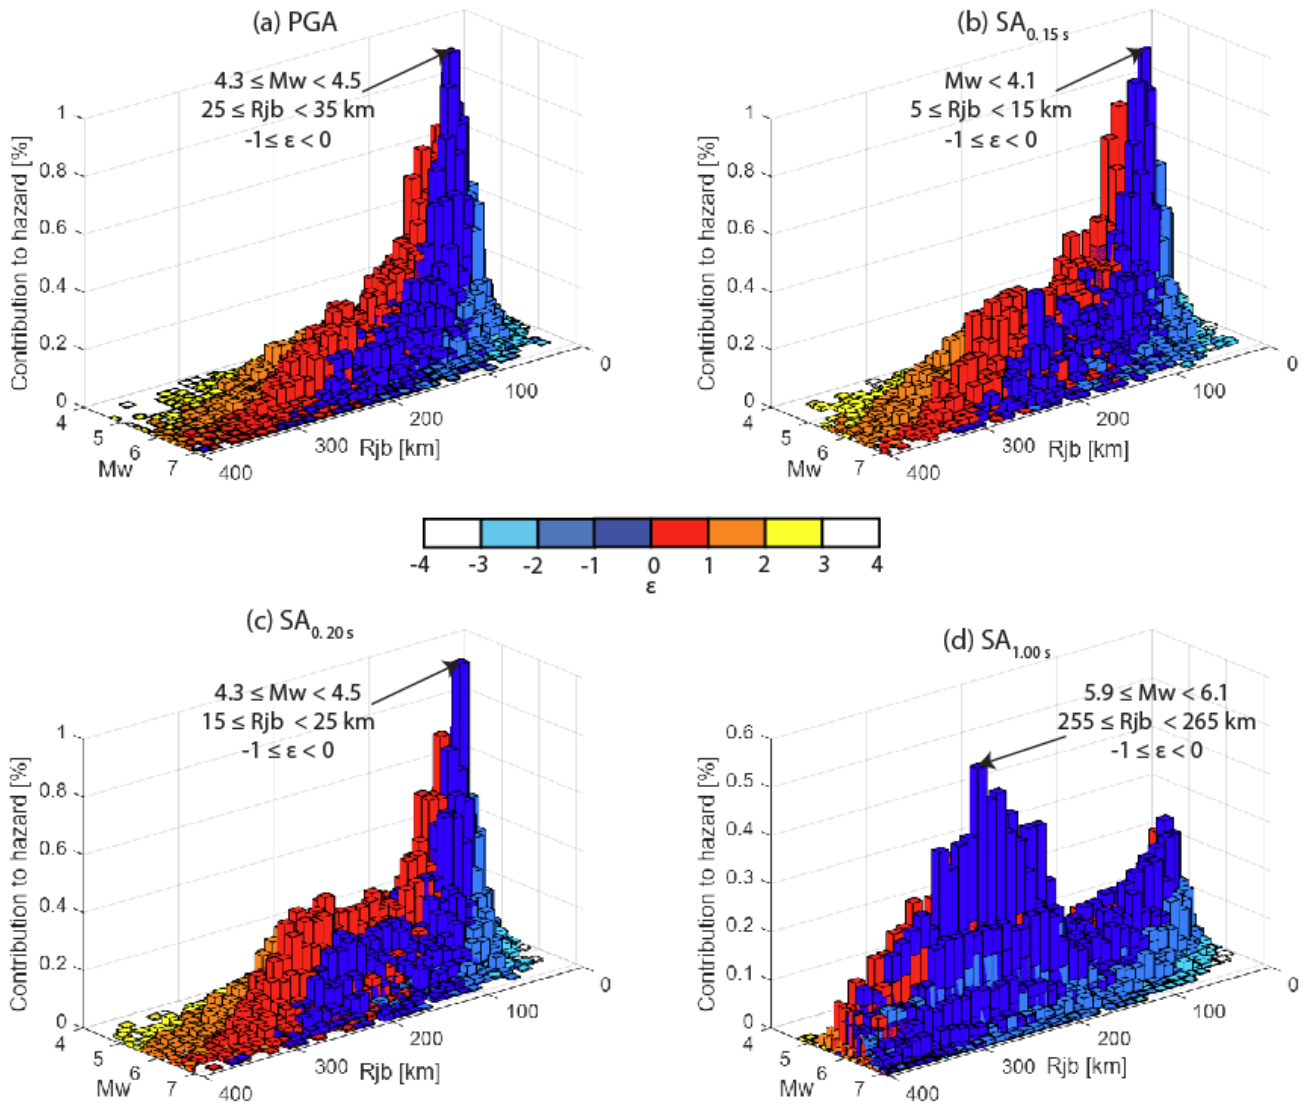 (a) PGA
4.3 ≤ Mw < 4.5
25 ≤ Rjb < 35 km
-1≤ ε < 0
Contribution to hazard [%]
1
0.8
0.6
0.4
0.2
0
4
5
6
7
Mw
400
300
200
100
0
Rjb [km]
(b) SA0.15 s
Mw < 4.1
5 ≤ Rjb < 15 km
-1 ≤ ε < 0
Contribution to hazard [%]
1
0.8
0.6
0.4
0.2
0
4
5
6
7
Mw
400
300
200
100
0
Rjb [km]
-4 -3 -2 -1 0 1 2 3 4
ε
(c) SA0.20 s
4.3 ≤ Mw < 4.5
15 ≤ Rjb < 25 km
-1 ≤ ε < 0
Contribution to hazard [%]
1
0.8
0.6
0.4
0.2
0
4
5
6
7
Mw
400
300
200
100
0
Rjb [km]
(d) SA1.00 s
5.9 ≤ Mw < 6.1
255 ≤ Rjb < 265 km
-1 ≤ ε < 0
Contribution to hazard [%]
0.6
0.5
0.4
0.3
0.2
0.1
0
4
5
6
7
Mw
400
300
200
100
0
Rjb [km]